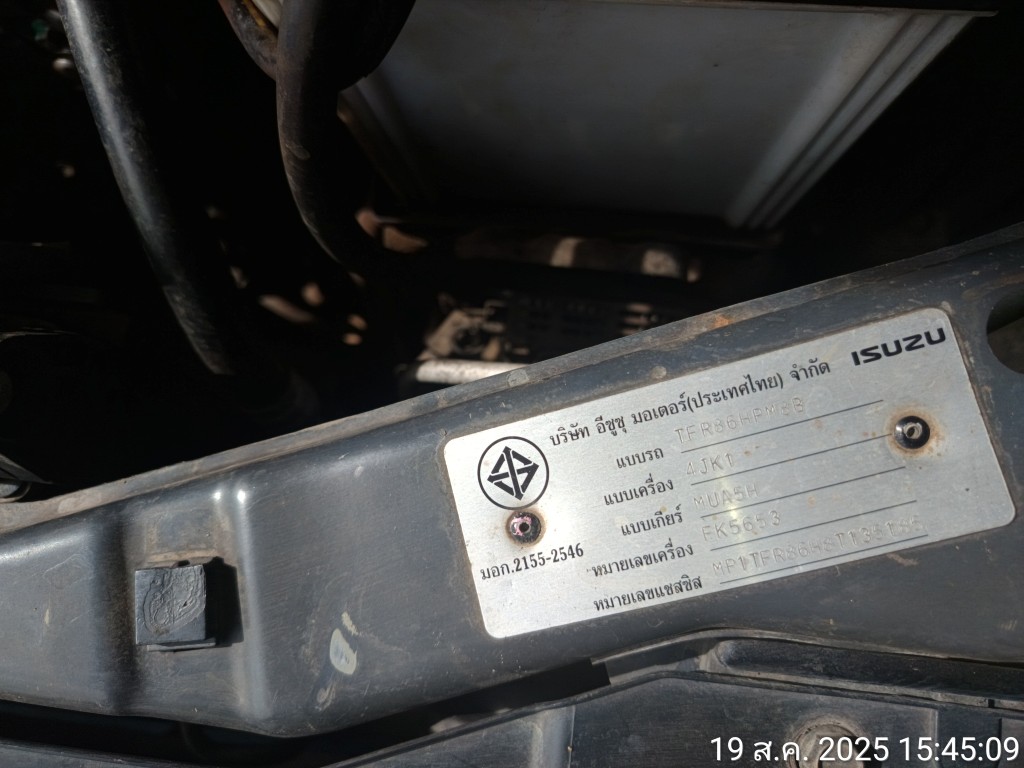 ISUZU
บริษัท อีซูซุ มอเตอร์(ประเทศไทย) จำกัด
แบบรถ
แบบเครื่อง 4JK1
แบบเกียร์ MUA5H
หมายเลขเครื่อง FK5653
หมายเลขแชสซิส
มอก.2155-2546
19 ส.ค. 2025 15:45:09